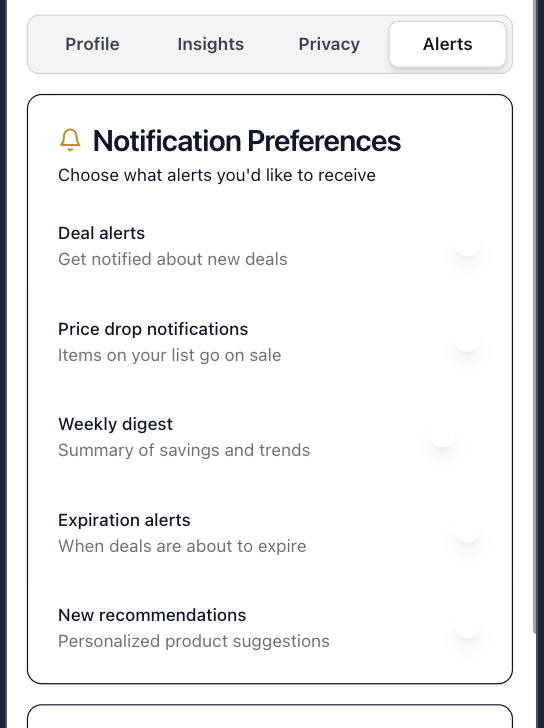 Profile
Insights
Privacy
Alerts
Notification Preferences
Choose what alerts you'd like to receive
Deal alerts
Get notified about new deals
Price drop notifications
Items on your list go on sale
Weekly digest
Summary of savings and trends
Expiration alerts
When deals are about to expire
New recommendations
Personalized product suggestions